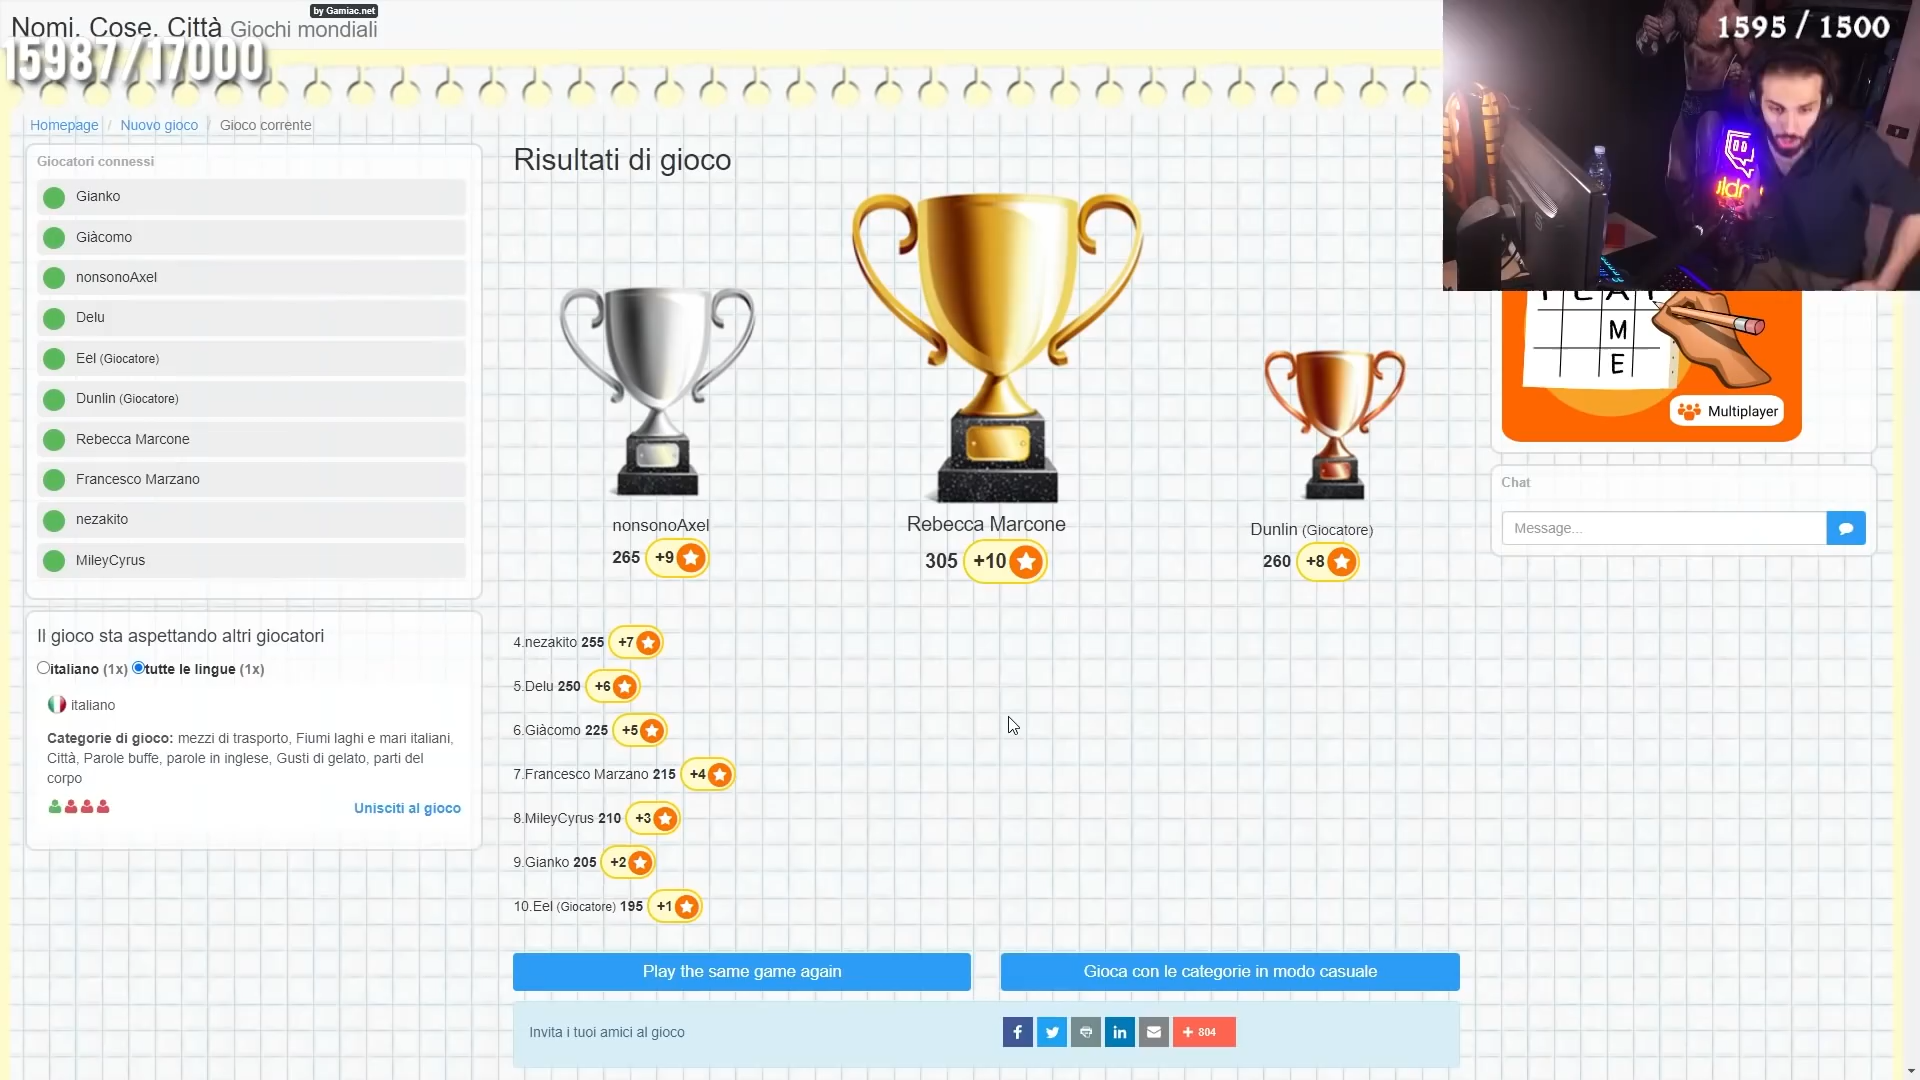 by Gamiac.net
Nomi. Cose. Città Giochi mondiali
15987/17000
1595 / 1500
Homepage / Nuovo gioco / Gioco corrente
Giocatori connessi
Gianko
Giàcomo
nonsonoAxel
Delu
Eel (Giocatore)
Dunlin (Giocatore)
Rebecca Marcone
Francesco Marzano
nezakito
MileyCyrus
Il gioco sta aspettando altri giocatori
italiano (1x) tutte le lingue (1x)
italiano
Categorie di gioco: mezzi di trasporto, Fiumi laghi e mari italiani,
Città, Parole buffe, parole in inglese, Gusti di gelato, parti del
corpo
Unisciti al gioco
Risultati di gioco
nonsonoAxel
265 +9
Rebecca Marcone
305 +10
Dunlin (Giocatore)
260 +8
4.nezakito 255 +7
5.Delu 250 +6
6.Giàcomo 225 +5
7.Francesco Marzano 215 +4
8.MileyCyrus 210 +3
9.Gianko 205 +2
10.Eel (Giocatore) 195 +1
Play the same game again
Gioca con le categorie in modo casuale
Invita i tuoi amici al gioco
804
M
E
Multiplayer
Chat
Message...